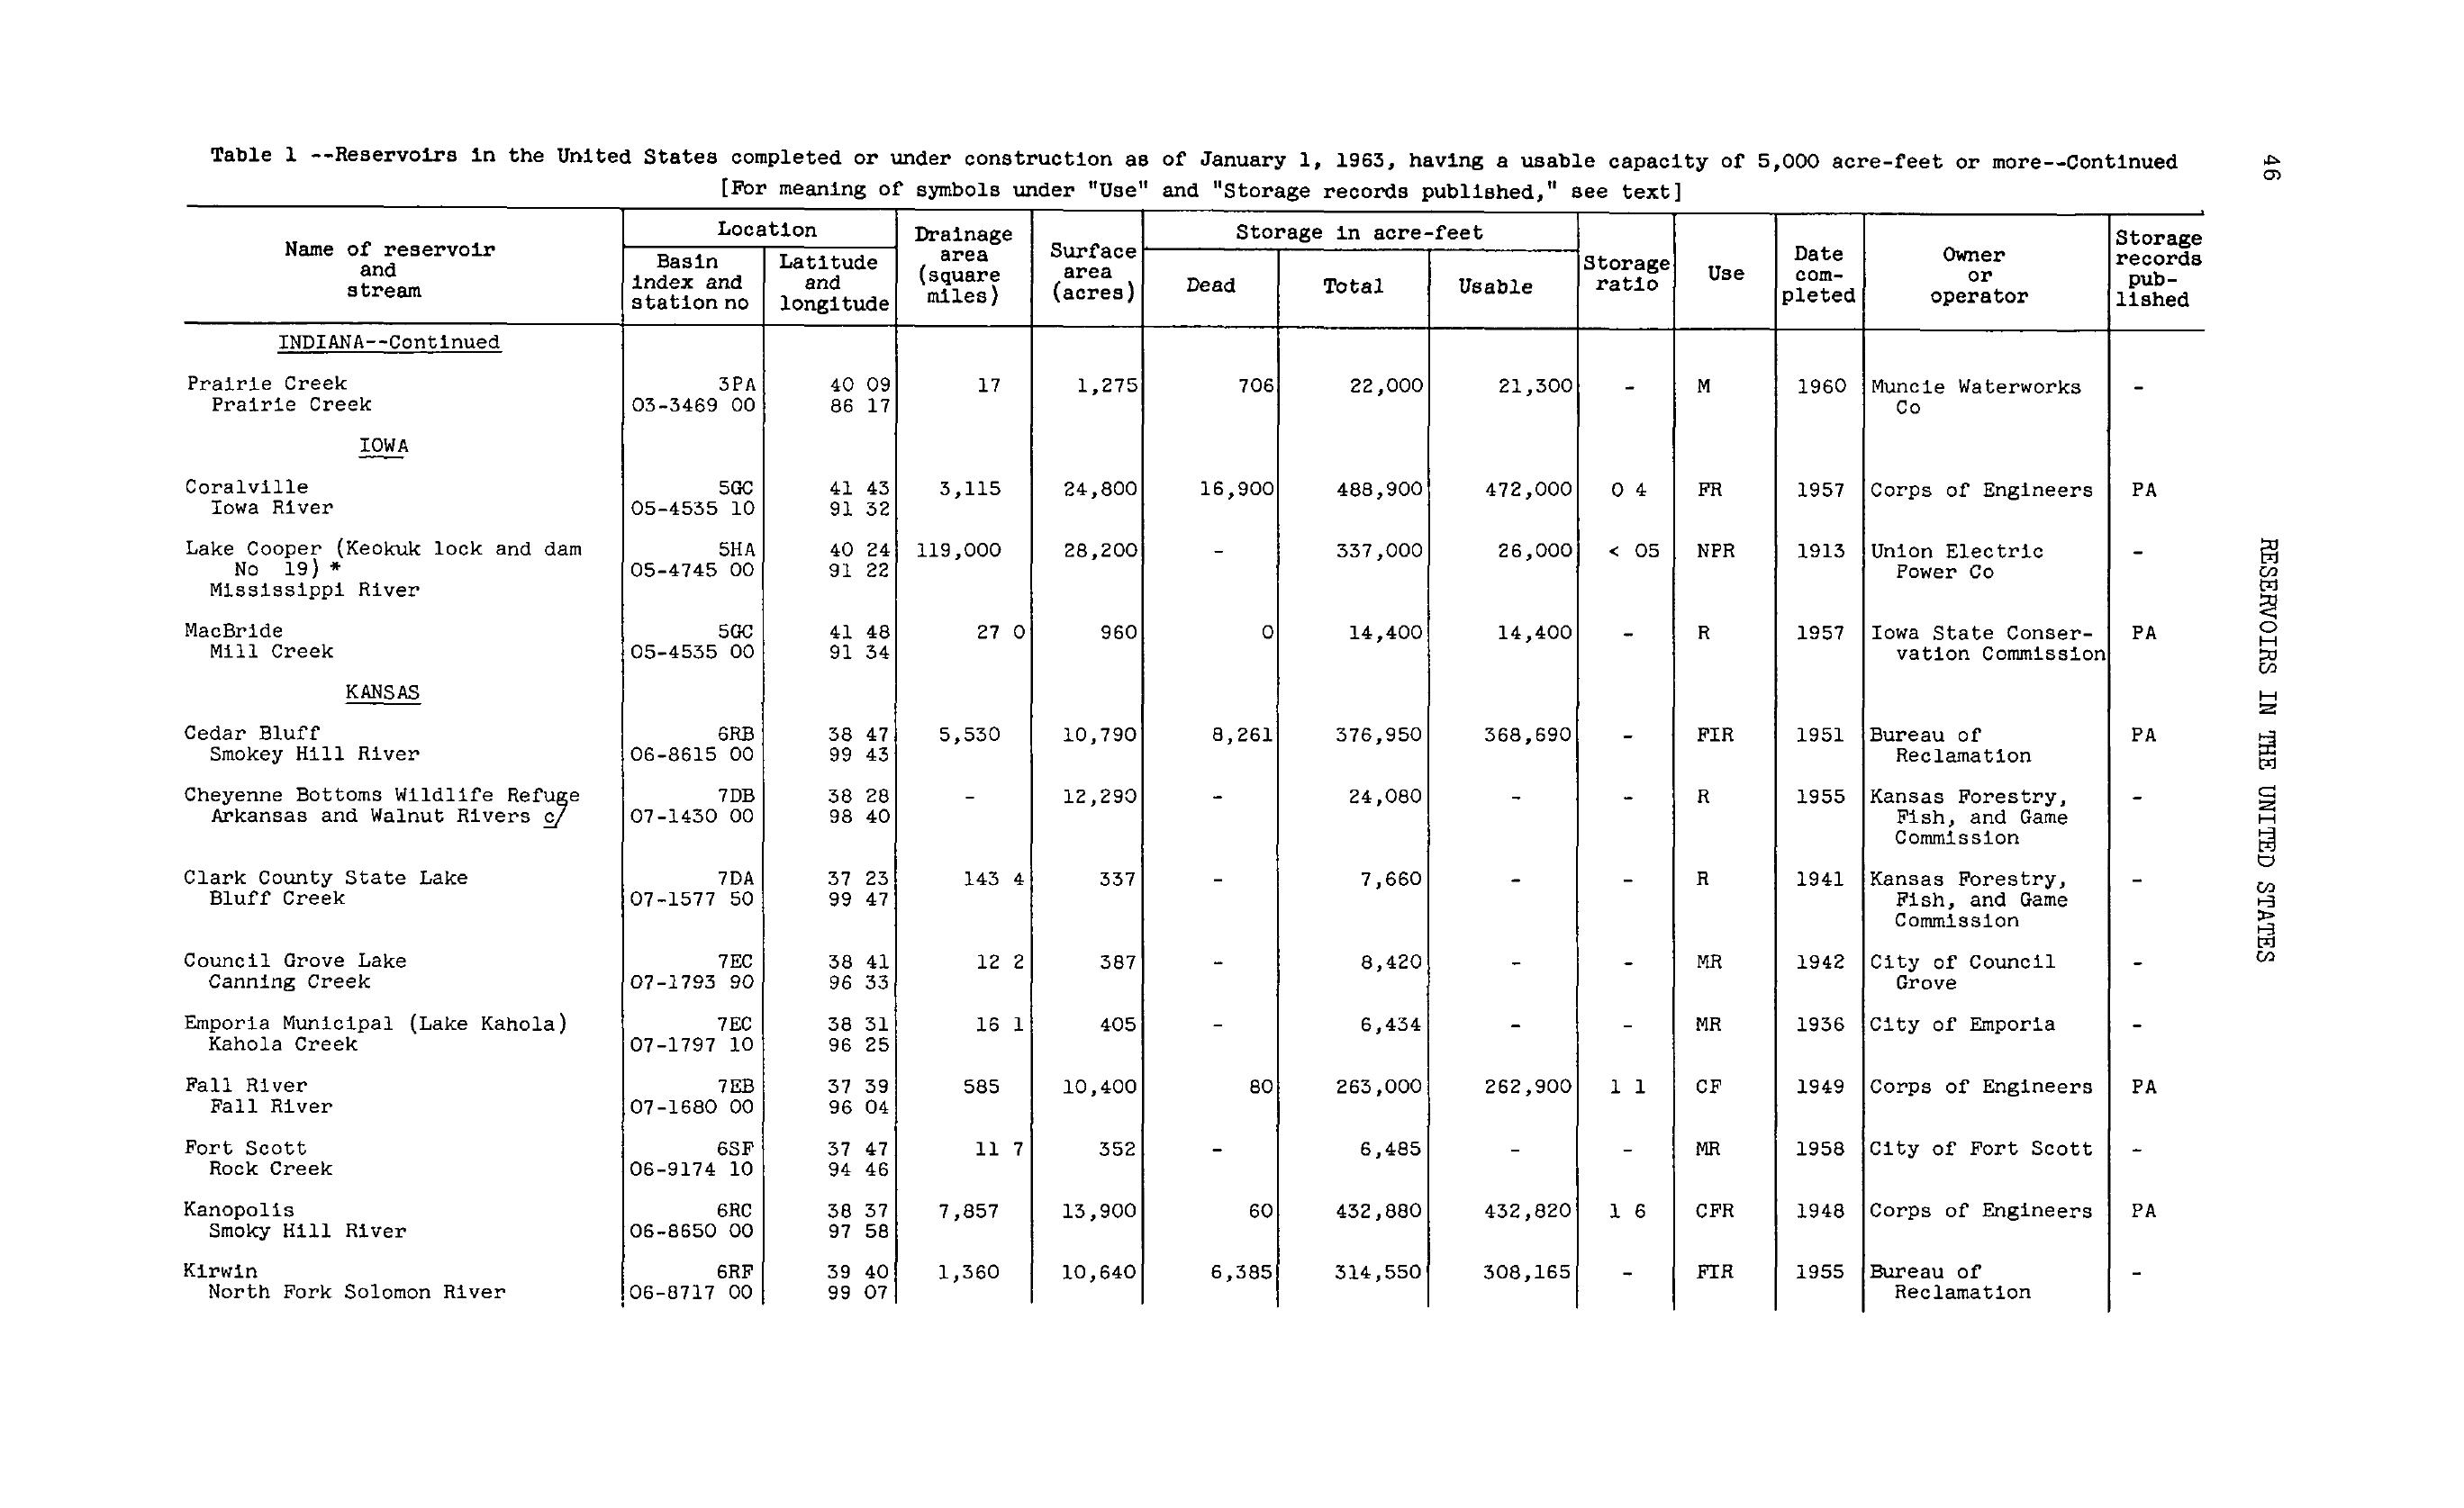 46
RESERVOIRS IN THE UNITED STATES
Table 1 --Reservoirs in the United States completed or under construction as of January 1, 1963, having a usable capacity of 5,000 acre-feet or more--Continued
[For meaning of symbols under "Use" and "Storage records published," see text]
Name of reservoir and stream | Location | Drainage area (square miles) | Surface area (acres) | Storage in acre-feet | Storage ratio | Use | Date com-pleted | Owner or operator | Storage records pub-lished
Basin index and station no | Latitude and longitude | Dead | Total | Usable
INDIANA--Continued
Prairie Creek 3PA 40 09 17 1,275 706 22,000 21,300 - M 1960 Muncie Waterworks -
Prairie Creek 03-3469 00 86 17 Co
IOWA
Coralville 5GC 41 43 3,115 24,800 16,900 488,900 472,000 0 4 FR 1957 Corps of Engineers PA
Iowa River 05-4535 10 91 32
Lake Cooper (Keokuk lock and dam 5HA 40 24 119,000 28,200 - 337,000 26,000 < 05 NPR 1913 Union Electric -
No 19) * 05-4745 00 91 22 Power Co
Mississippi River
MacBride 5GC 41 48 27 0 960 0 14,400 14,400 - R 1957 Iowa State Conser- PA
Mill Creek 05-4535 00 91 34 vation Commission
KANSAS
Cedar Bluff 6RB 38 47 5,530 10,790 8,261 376,950 368,690 - FIR 1951 Bureau of PA
Smokey Hill River 06-8615 00 99 43 Reclamation
Cheyenne Bottoms Wildlife Refuge 7DB 38 28 - 12,290 - 24,080 - - R 1955 Kansas Forestry, -
Arkansas and Walnut Rivers c/ 07-1430 00 98 40 Fish, and Game
Commission
Clark County State Lake 7DA 37 23 143 4 337 - 7,660 - - R 1941 Kansas Forestry, -
Bluff Creek 07-1577 50 99 47 Fish, and Game
Commission
Council Grove Lake 7EC 38 41 12 2 387 - 8,420 - - MR 1942 City of Council -
Canning Creek 07-1793 90 96 33 Grove
Emporia Municipal (Lake Kahola) 7EC 38 31 16 1 405 - 6,434 - - MR 1936 City of Emporia -
Kahola Creek 07-1797 10 96 25
Fall River 7EB 37 39 585 10,400 80 263,000 262,900 1 1 CF 1949 Corps of Engineers PA
Fall River 07-1680 00 96 04
Fort Scott 6SF 37 47 11 7 352 - 6,485 - - MR 1958 City of Fort Scott -
Rock Creek 06-9174 10 94 46
Kanopolis 6RC 38 37 7,857 13,900 60 432,880 432,820 1 6 CFR 1948 Corps of Engineers PA
Smoky Hill River 06-8650 00 97 58
Kirwin 6RF 39 40 1,360 10,640 6,385 314,550 308,165 - FIR 1955 Bureau of -
North Fork Solomon River 06-8717 00 99 07 Reclamation